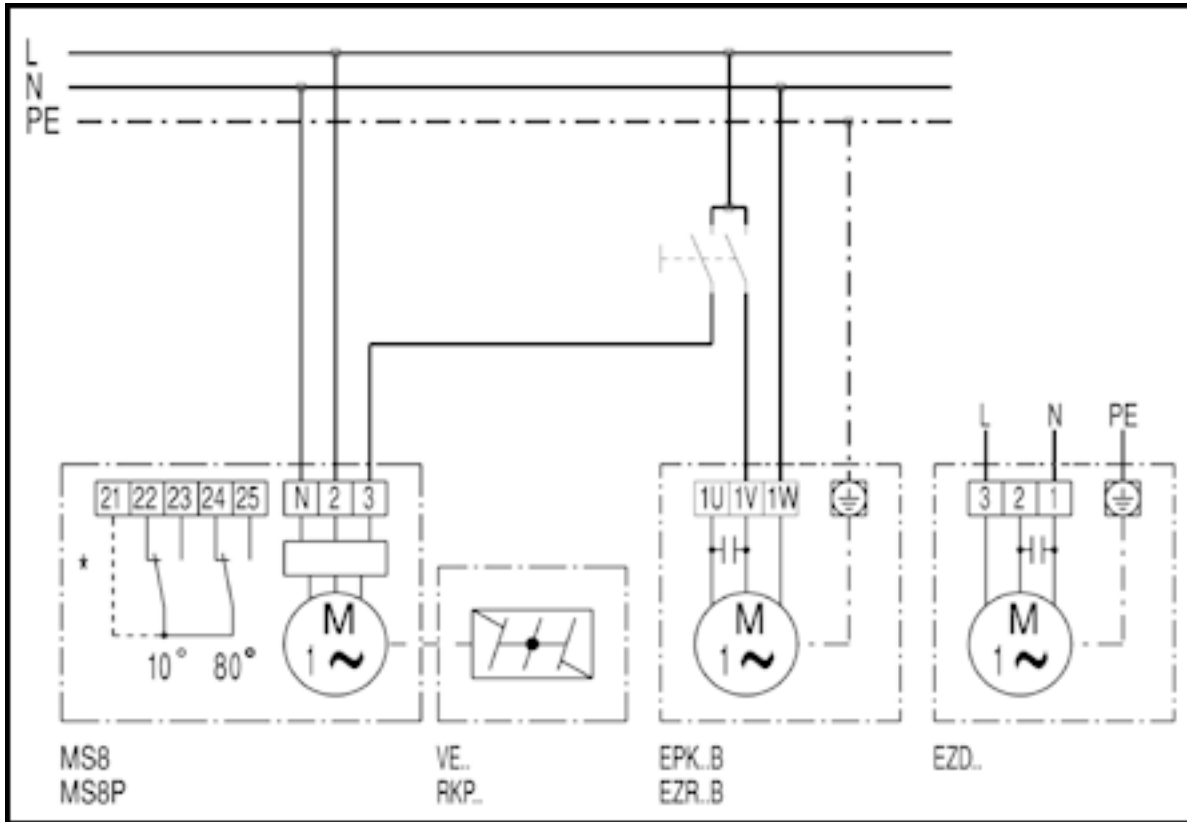 L
N
PE
L N PE
21 22 23 24 25 N 2 3
1U 1V 1W
3 2 1
*
10° 80°
M 1 ~
M 1 ~
M 1 ~
MS8
MS8P
VE..
RKP..
EPK..B
EZR..B
EZD..